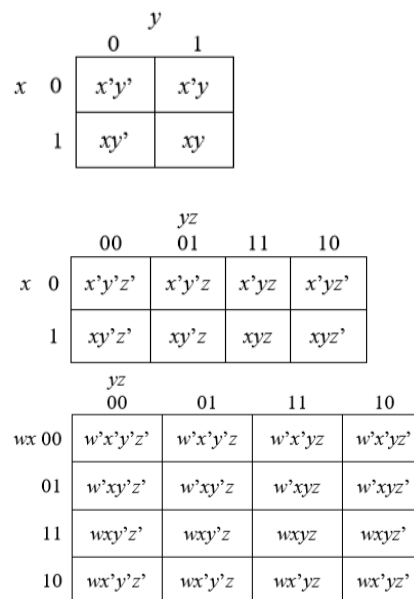 y
0 1
x 0 x’y’ x’y
1 xy’ xy
yz
00 01 11 10
x 0 x’y’z’ x’y’z x’yz x’yz’
1 xy’z’ xy’z xyz xyz’
yz
00 01 11 10
wx 00 w’x’y’z’ w’x’y’z w’x’yz w’x’yz’
01 w’xy’z’ w’xy’z w’xyz w’xyz’
11 wxy’z’ wxy’z wxyz wxyz’
10 wx’y’z’ wx’y’z wx’yz wx’yz’